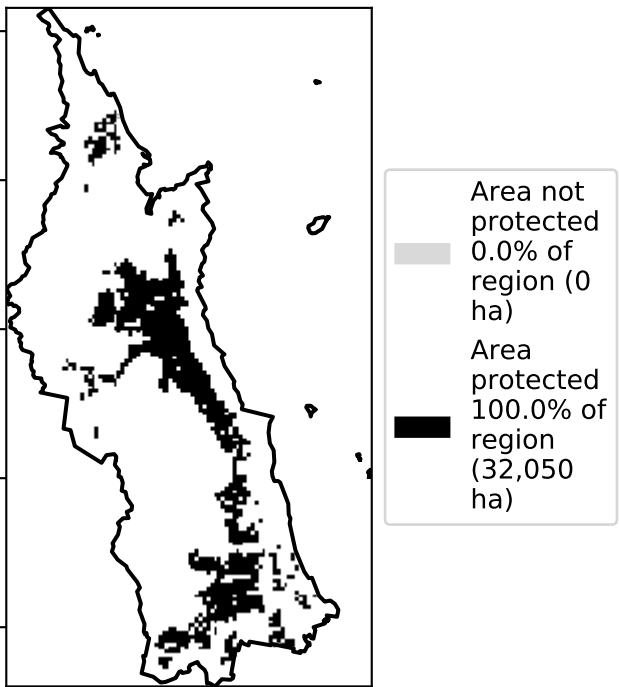 Area not
protected
0.0% of
region (0
ha)
Area
protected
100.0% of
region
(32,050
ha)